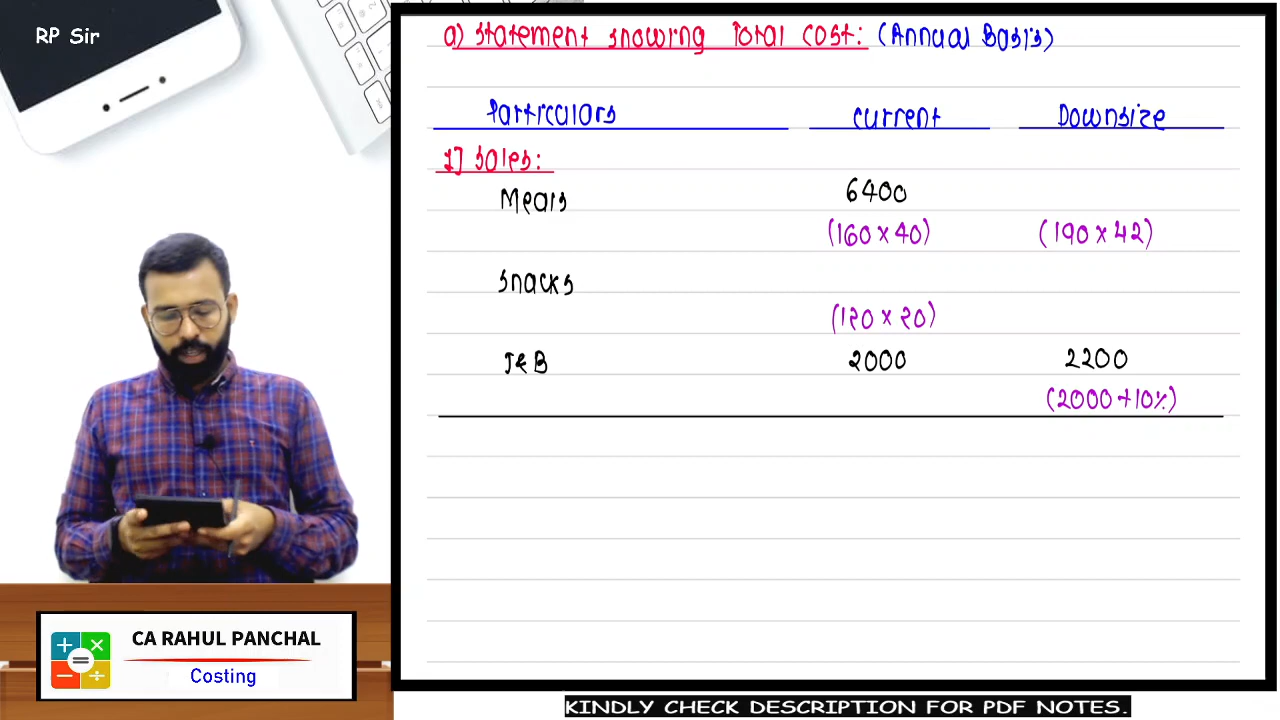 RP Sir
a) Statement showing Total cost: (Annual Basis)
Particulars current Downsize
I] Sales:
Meals 6400
(160 × 40) (190 × 42)
Snacks
(120 × 20)
T&B 2000 2200
(2000 + 10%)
CA RAHUL PANCHAL
Costing
KINDLY CHECK DESCRIPTION FOR PDF NOTES.